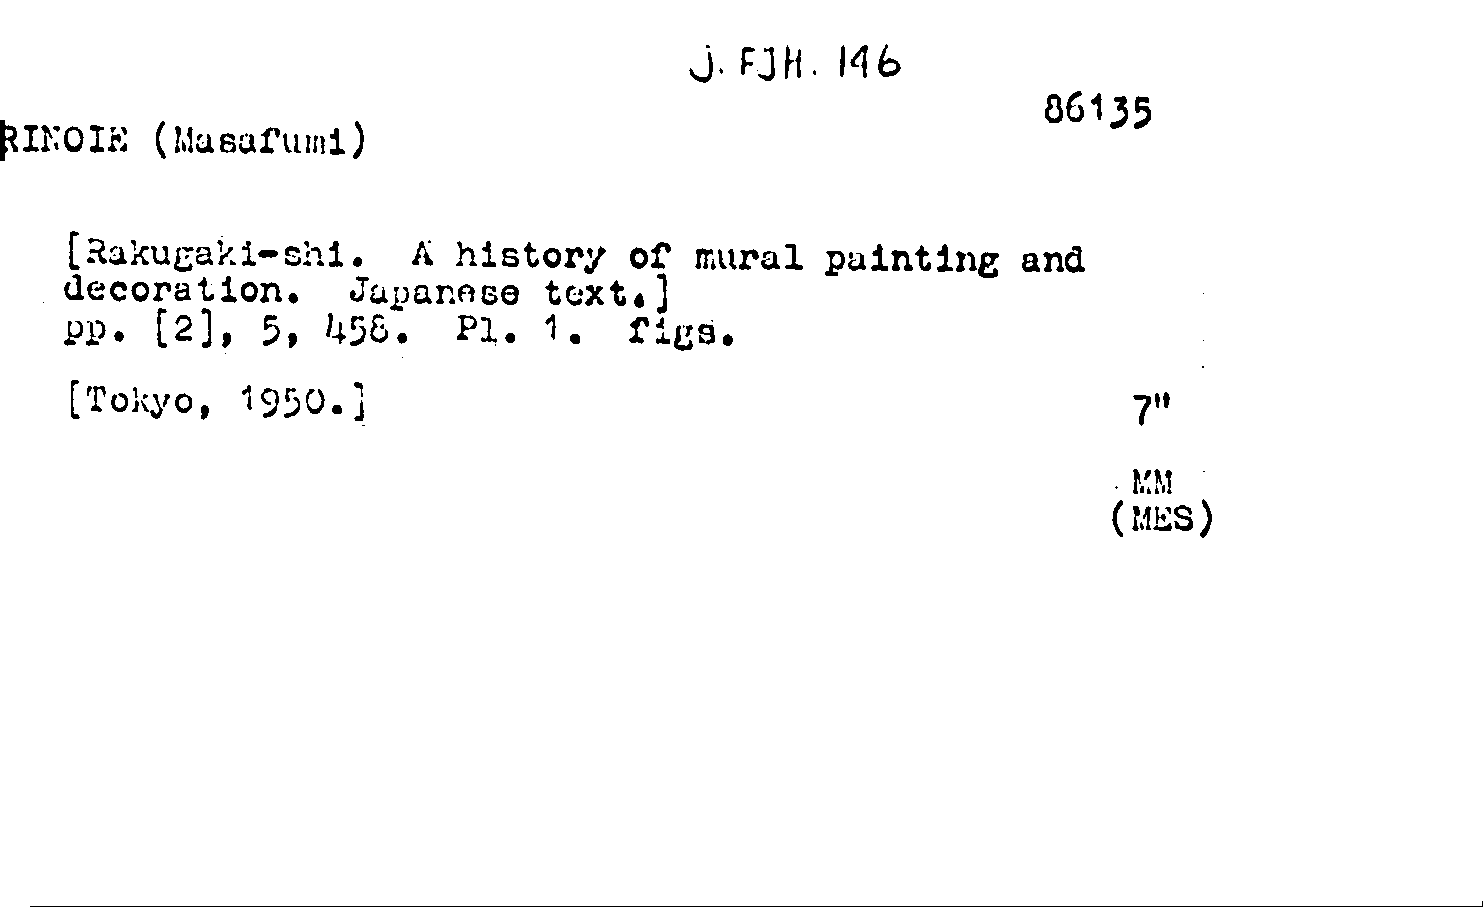 j. FJH. 146
86135
RINOIE (Masafumi)
[Rakugaki-shi. A history of mural painting and
decoration. Japanese text.]
pp. [2], 5, 458. Pl. 1. figs.
[Tokyo, 1950.]
7"
MM
(MES)